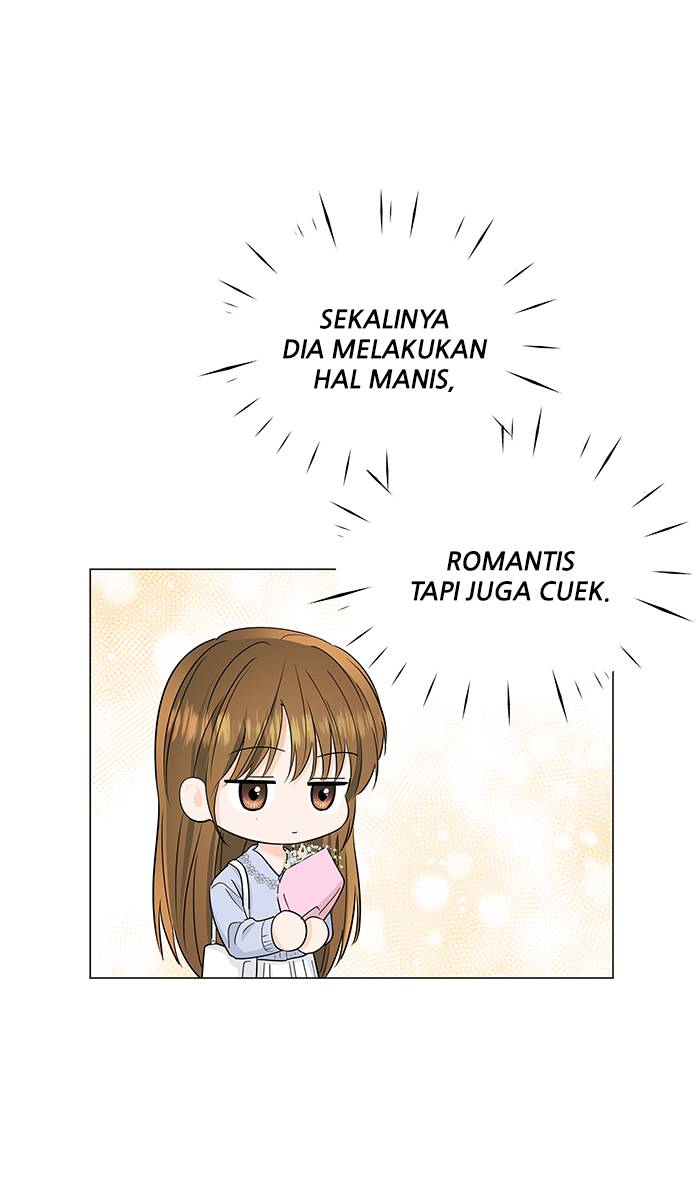 SEKALINYA
DIA MELAKUKAN
HAL MANIS,
ROMANTIS
TAPI JUGA CUEK.